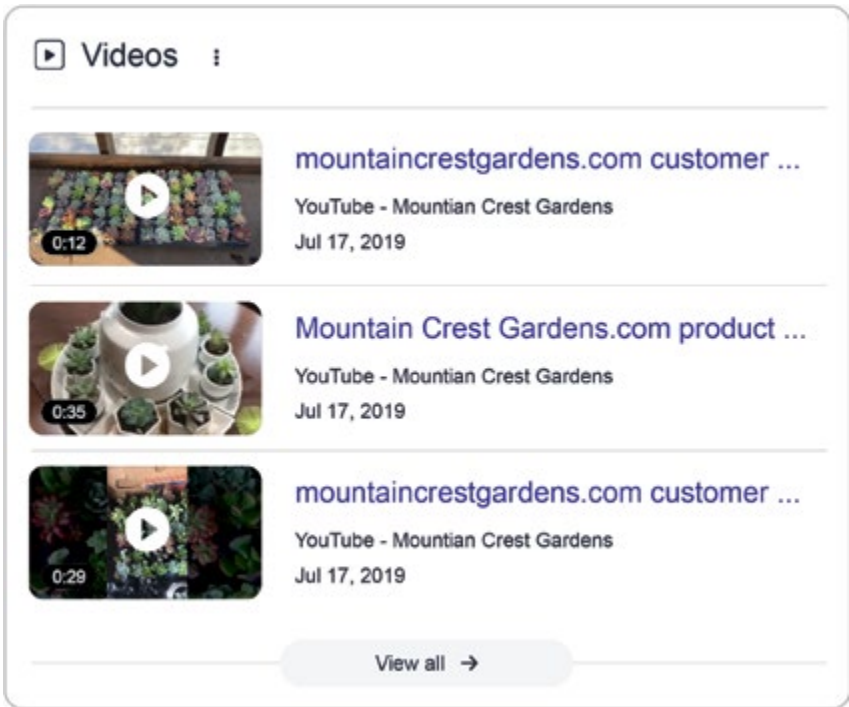 Videos
mountaincrestgardens.com customer ...
YouTube - Mountian Crest Gardens
Jul 17, 2019
0:12
Mountain Crest Gardens.com product ...
YouTube - Mountian Crest Gardens
Jul 17, 2019
0:35
mountaincrestgardens.com customer ...
YouTube - Mountian Crest Gardens
Jul 17, 2019
0:29
View all →